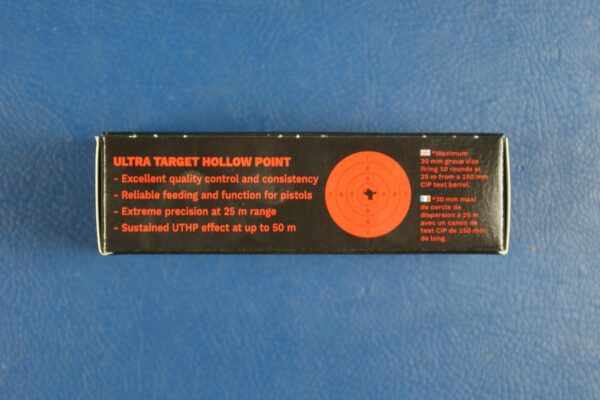 ULTRA TARGET HOLLOW POINT
- Excellent quality control and consistency
- Reliable feeding and function for pistols
- Extreme precision at 25 m range
- Sustained UTHP effect at up to 50 m
*Maximum
30 mm group size
firing 10 rounds at
25 m from a 150 mm
CIP test barrel.
*30 mm maxi
de cercle de
dispersion à 25 m
avec un canon de
test CIP de 150 mm
de long.